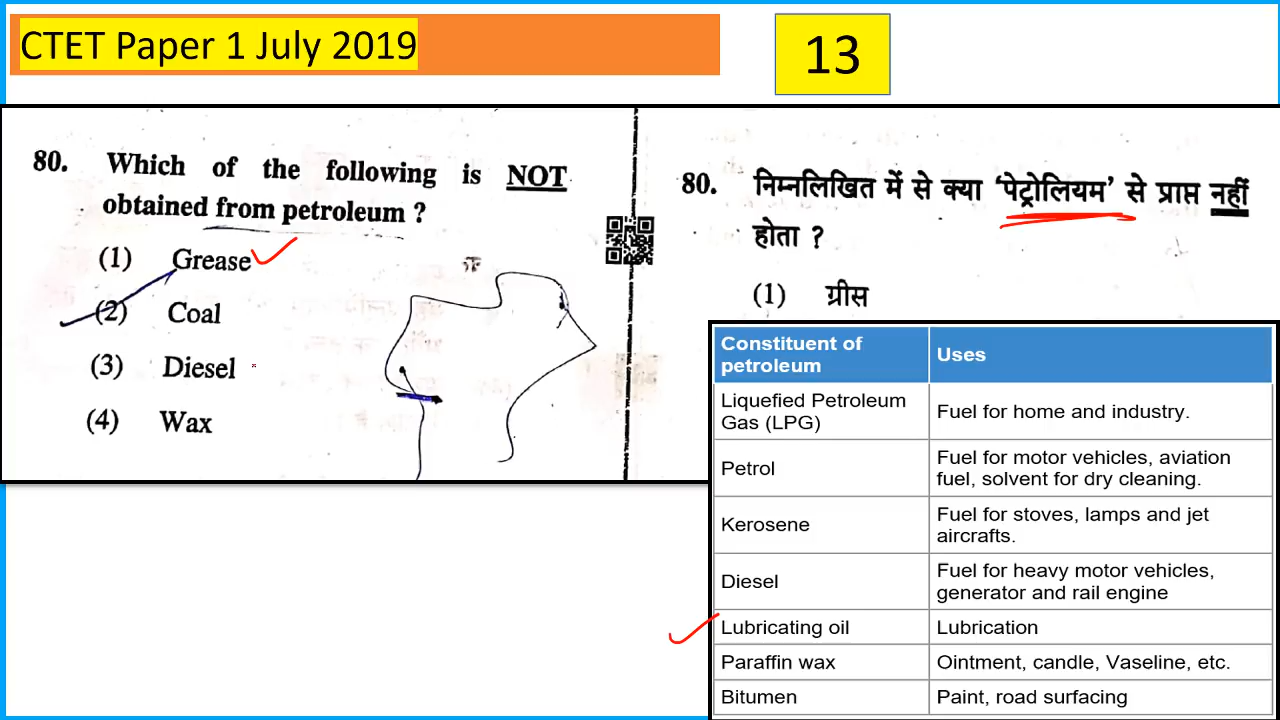 CTET Paper 1 July 2019
13
80. Which of the following is NOT
obtained from petroleum ?
(1) Grease
(2) Coal
(3) Diesel
(4) Wax
80. निम्नलिखित में से क्या 'पेट्रोलियम' से प्राप्त नहीं
होता ?
(1) ग्रीस
Constituent of
petroleum
Uses
Liquefied Petroleum
Gas (LPG)
Fuel for home and industry.
Petrol
Fuel for motor vehicles, aviation
fuel, solvent for dry cleaning.
Kerosene
Fuel for stoves, lamps and jet
aircrafts.
Diesel
Fuel for heavy motor vehicles,
generator and rail engine
Lubricating oil
Lubrication
Paraffin wax
Ointment, candle, Vaseline, etc.
Bitumen
Paint, road surfacing